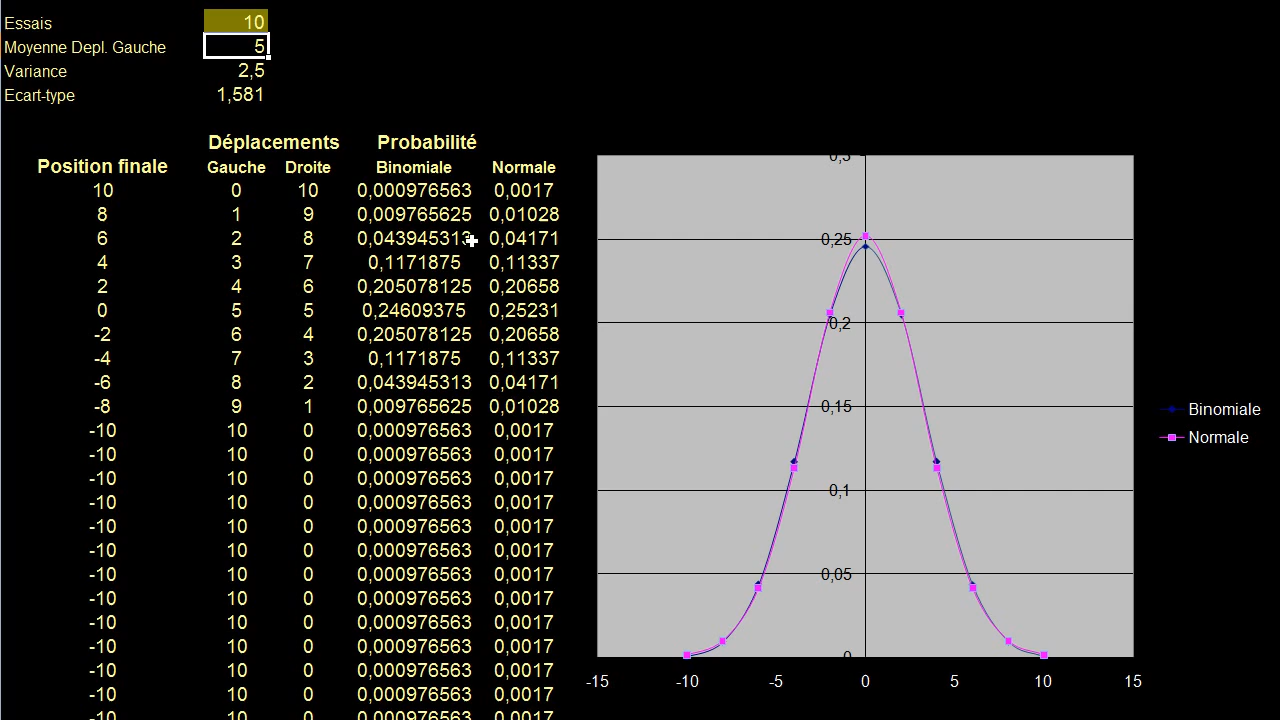 Essais 10
Moyenne Depl. Gauche 5
Variance 2,5
Ecart-type 1,581
Déplacements Probabilité
Position finale Gauche Droite Binomiale Normale
10 0 10 0,000976563 0,0017
8 1 9 0,009765625 0,01028
6 2 8 0,043945313 0,04171
4 3 7 0,1171875 0,11337
2 4 6 0,205078125 0,20658
0 5 5 0,24609375 0,25231
-2 6 4 0,205078125 0,20658
-4 7 3 0,1171875 0,11337
-6 8 2 0,043945313 0,04171
-8 9 1 0,009765625 0,01028
-10 10 0 0,000976563 0,0017
-10 10 0 0,000976563 0,0017
-10 10 0 0,000976563 0,0017
-10 10 0 0,000976563 0,0017
-10 10 0 0,000976563 0,0017
-10 10 0 0,000976563 0,0017
-10 10 0 0,000976563 0,0017
-10 10 0 0,000976563 0,0017
-10 10 0 0,000976563 0,0017
-10 10 0 0,000976563 0,0017
-10 10 0 0,000976563 0,0017
-10 10 0 0,000976563 0,0017
-10 10 0 0,000976563 0,0017
0,3
0,25
0,2
0,15
0,1
0,05
0
-15 -10 -5 0 5 10 15
Binomiale
Normale